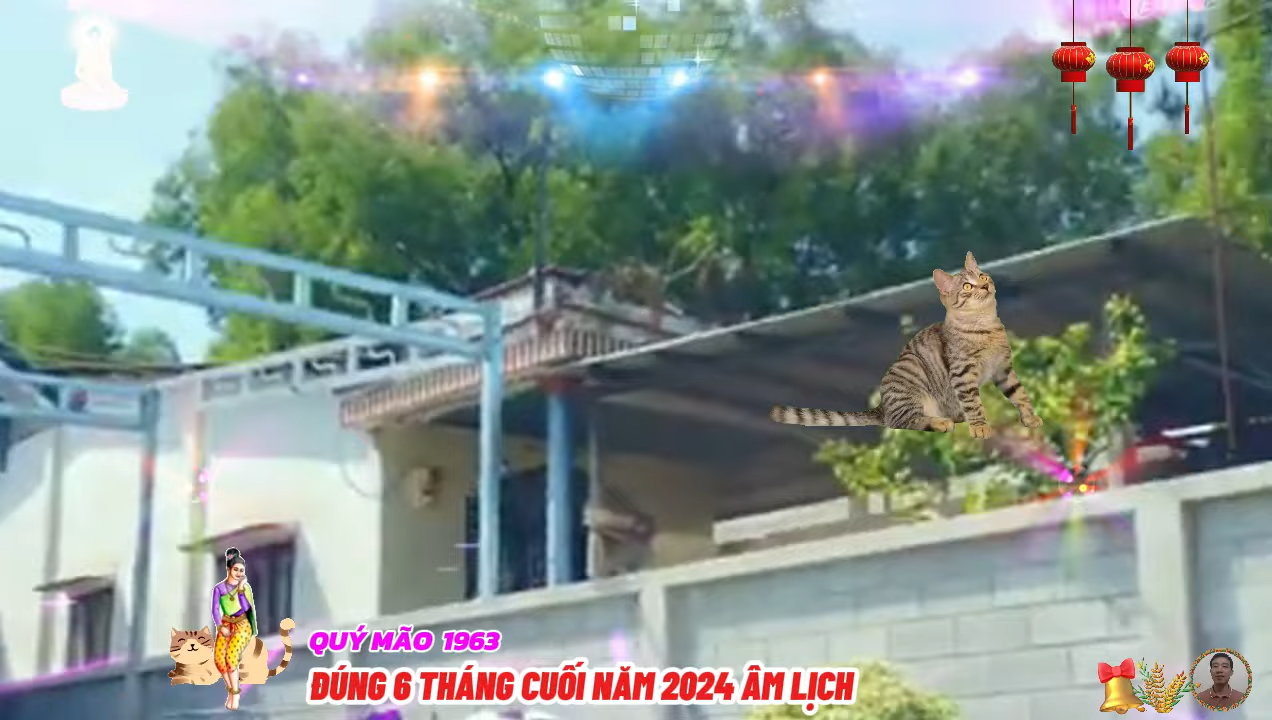 QUÝ MÃO 1963
ĐÚNG 6 THÁNG CUỐI NĂM 2024 ÂM LỊCH